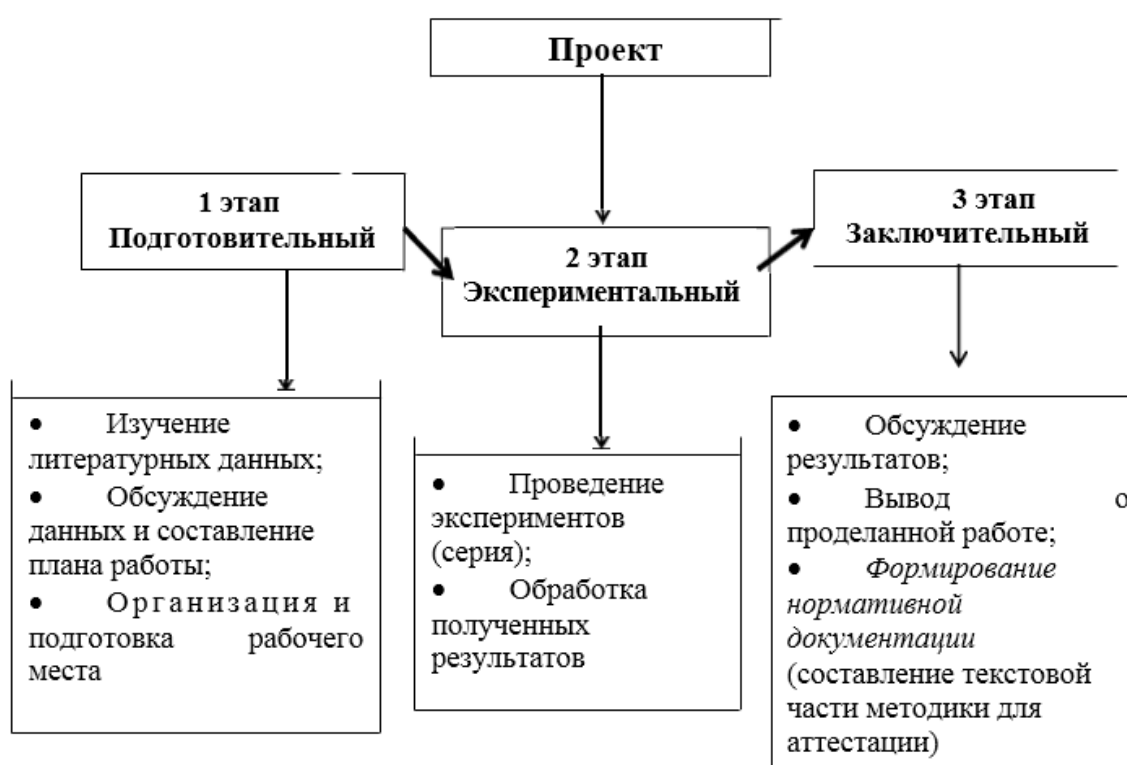 Проект
1 этап
Подготовительный
2 этап
Экспериментальный
3 этап
Заключительный
• Изучение
литературных данных;
• Обсуждение
данных и составление
плана работы;
• Организация и
подготовка рабочего
места
• Проведение
экспериментов
(серия);
• Обработка
полученных
результатов
• Обсуждение
результатов;
• Вывод о
проделанной работе;
• Формирование
нормативной
документации
(составление текстовой
части методики для
аттестации)